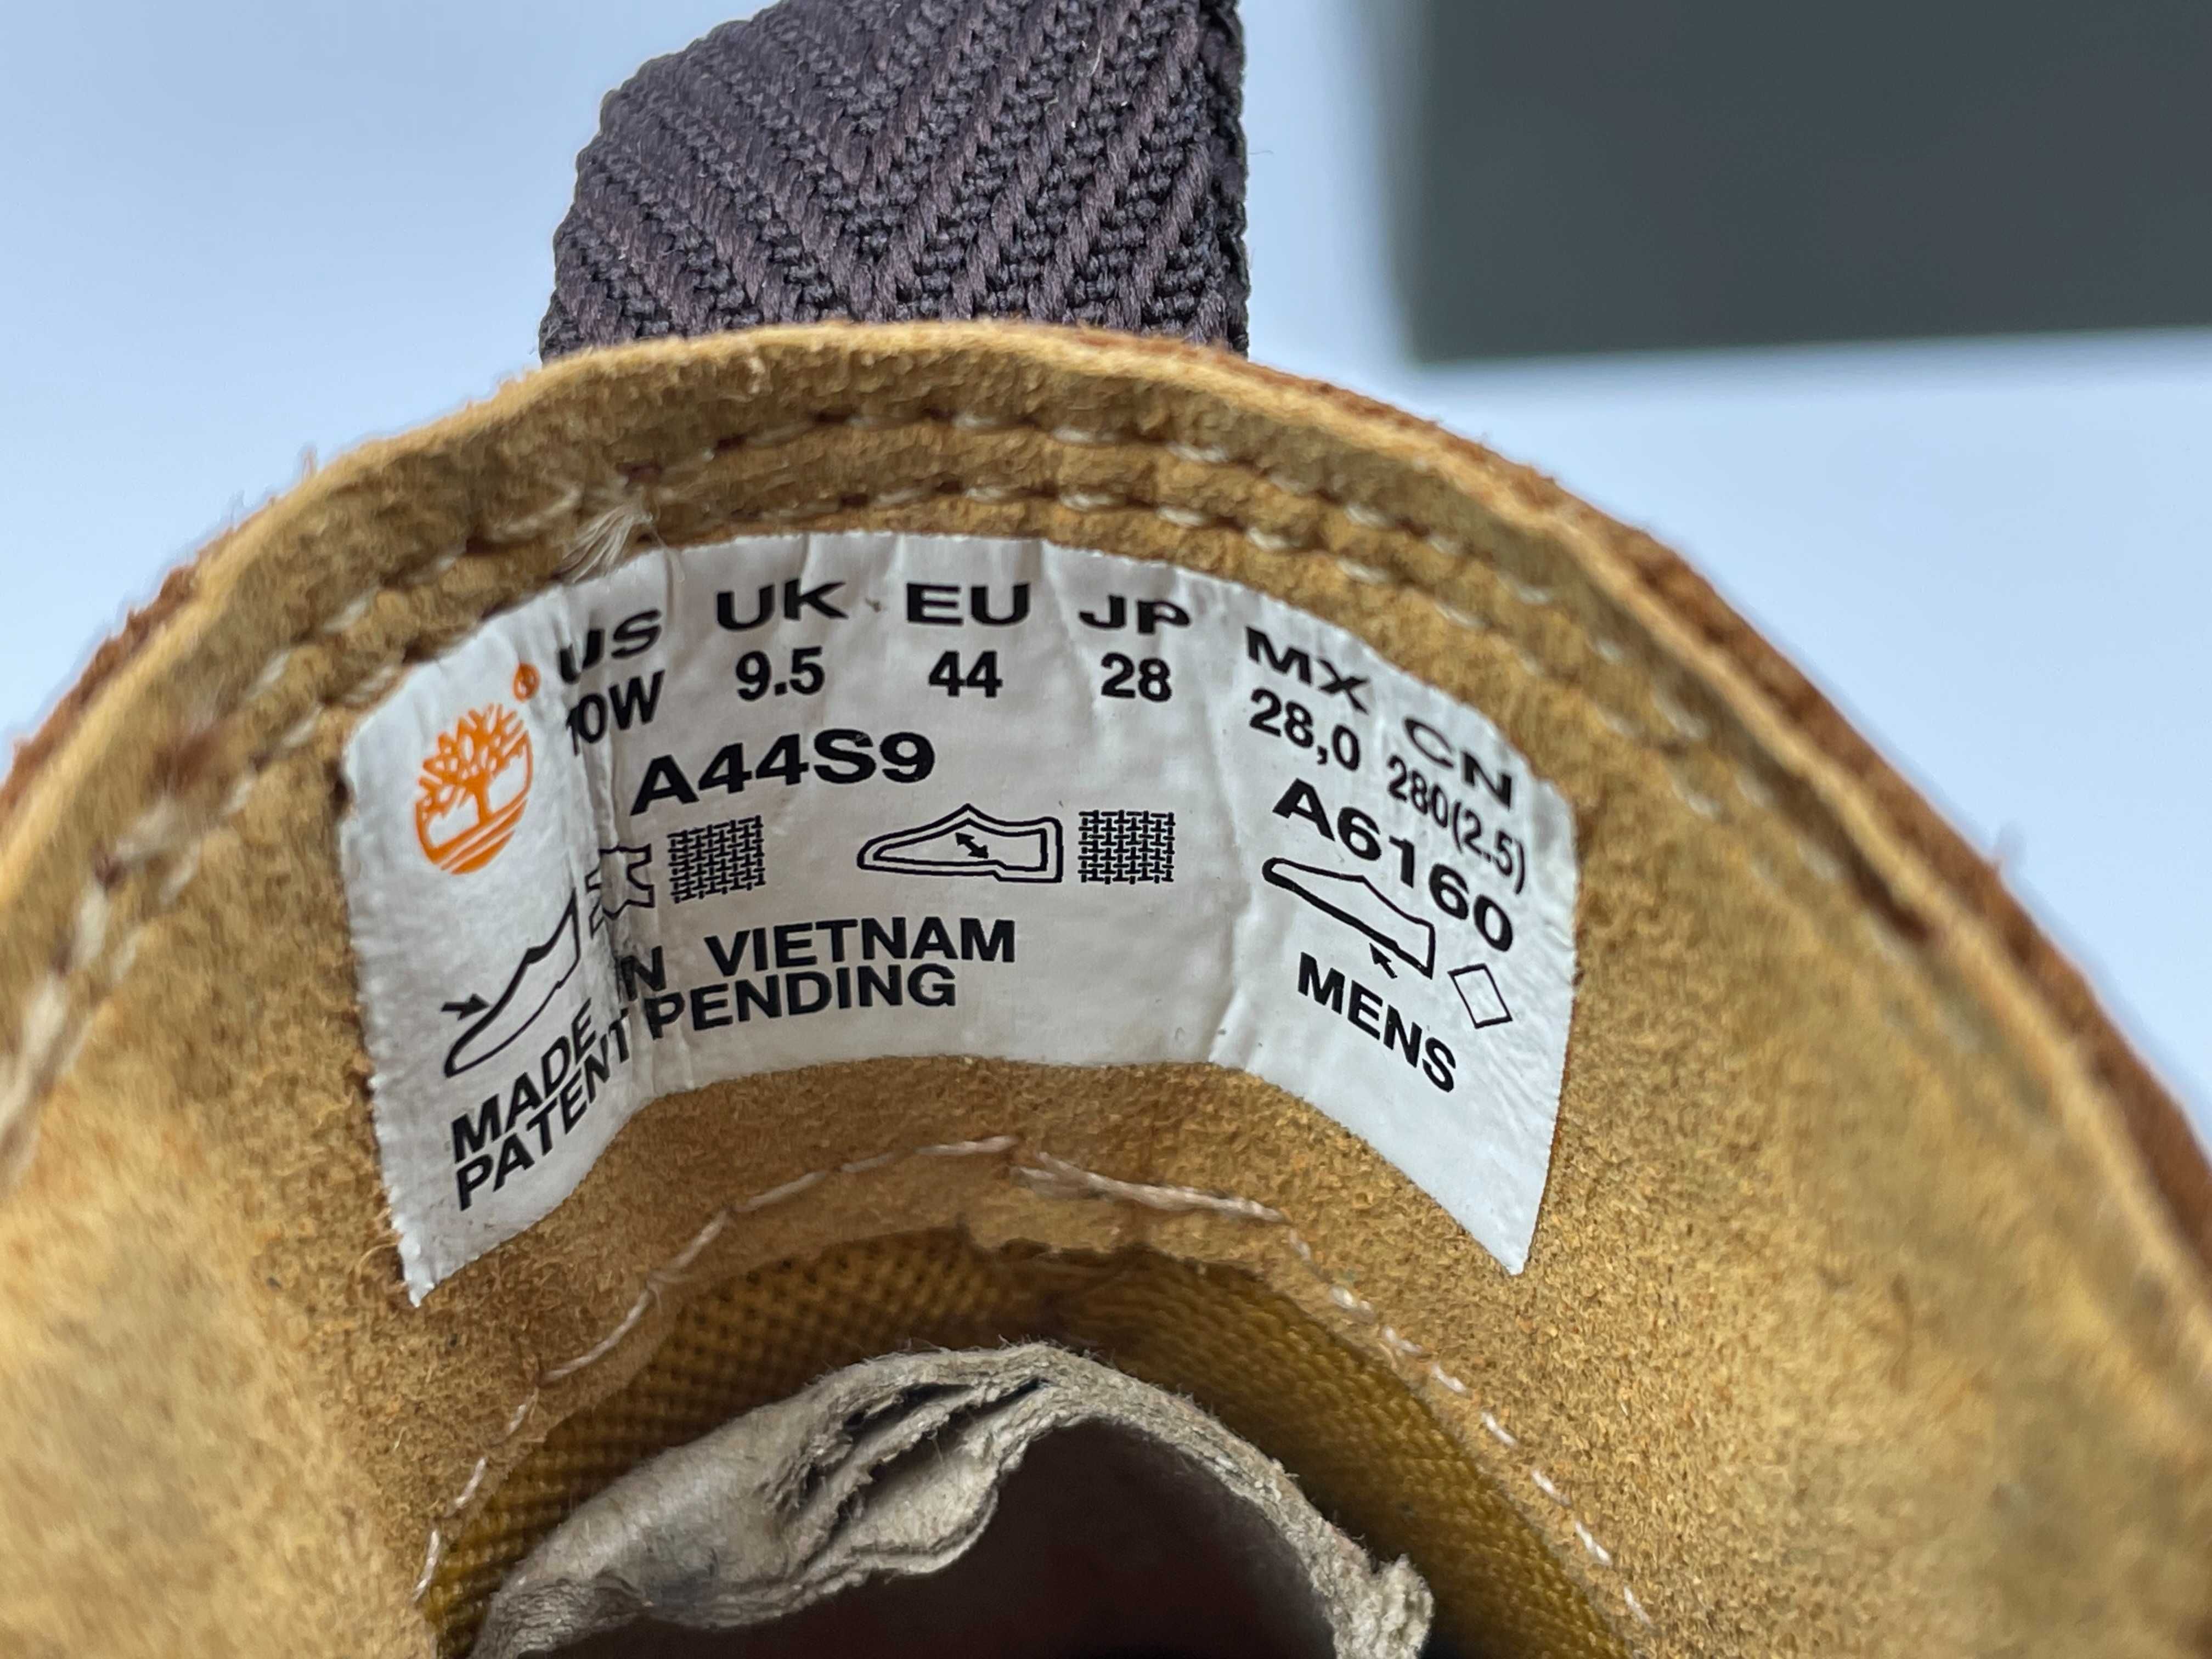 US UK EU JP MX CN
10W 9.5 44 28 28,0 280(2.5)
A44S9 A6160
MADE IN VIETNAM MENS
PATENT PENDING